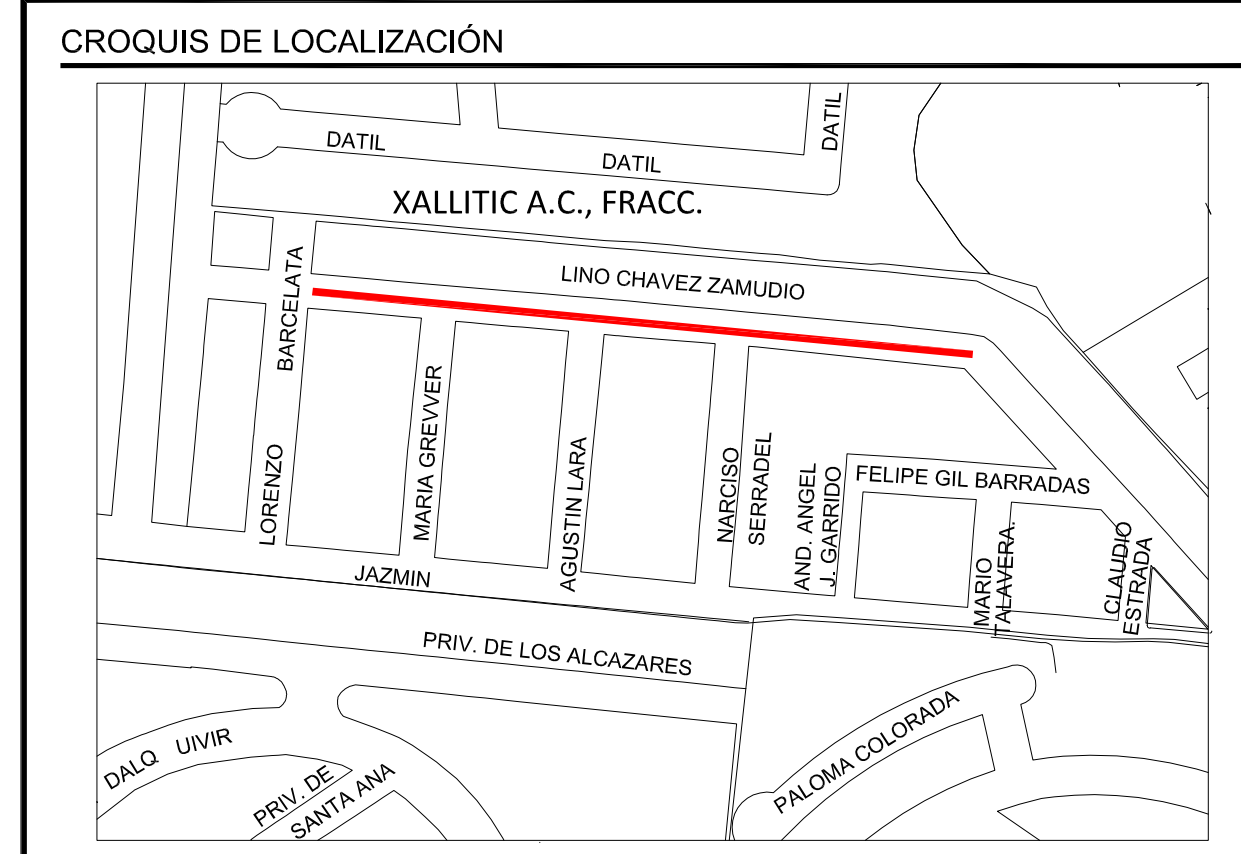 CROQUIS DE LOCALIZACIÓN
DATIL
DATIL
DATIL
XALLITIC A.C., FRACC.
LINO CHAVEZ ZAMUDIO
LORENZO BARCELATA
MARIA GREVVER
AGUSTIN LARA
NARCISO
SERRADEL
AND. ANGEL
J. GARRIDO
FELIPE GIL BARRADAS
MARIO
TALAVERA.
CLAUDIO
ESTRADA
JAZMIN
PRIV. DE LOS ALCAZARES
DALQ UIVIR
PRIV. DE
SANTA ANA
PALOMA COLORADA